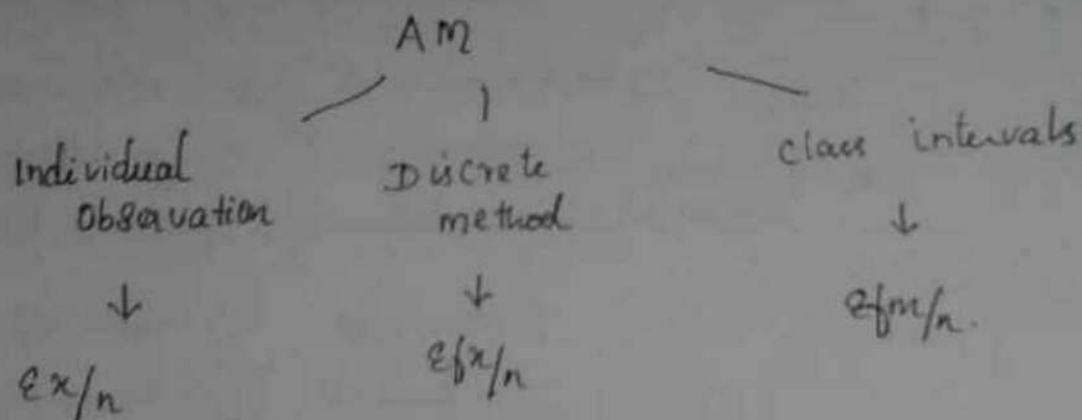 AM
Individual
Observation
↓
Σx/n
Discrete
method
↓
Σfx/n
class intervals
↓
Σfm/n.